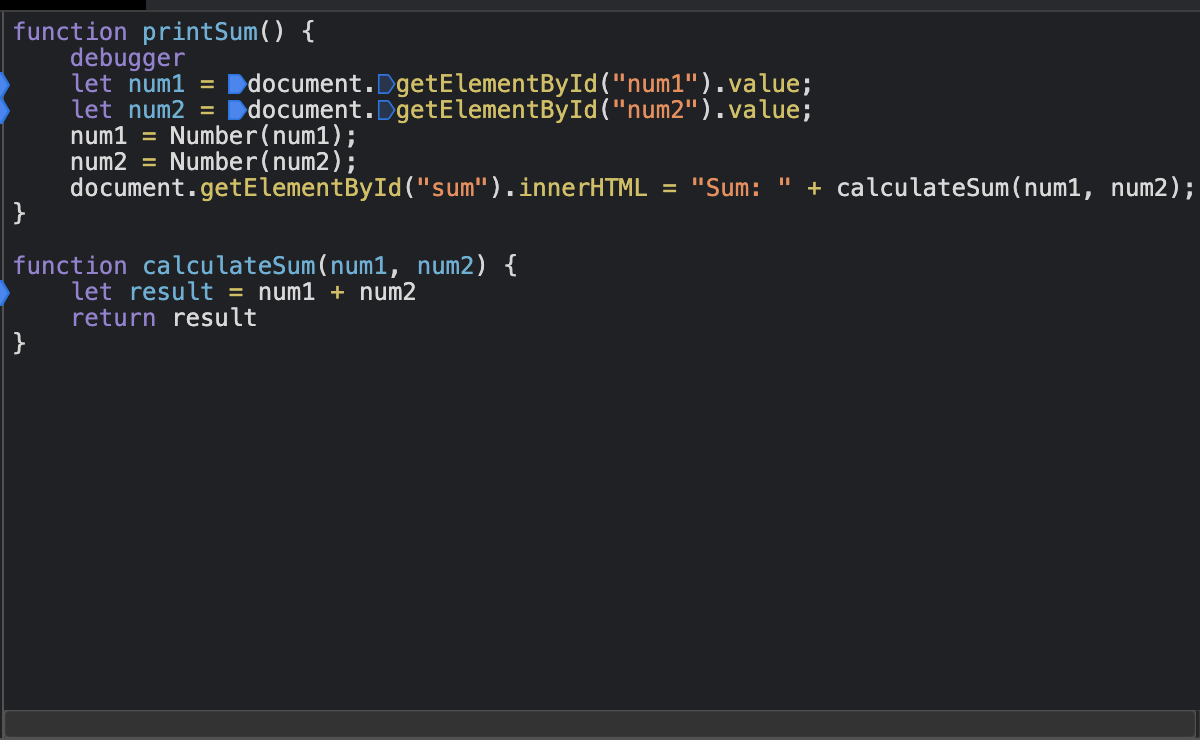 function printSum() {
debugger
let num1 = document.getElementById("num1").value;
let num2 = document.getElementById("num2").value;
num1 = Number(num1);
num2 = Number(num2);
document.getElementById("sum").innerHTML = "Sum: " + calculateSum(num1, num2);
}
function calculateSum(num1, num2) {
let result = num1 + num2
return result
}